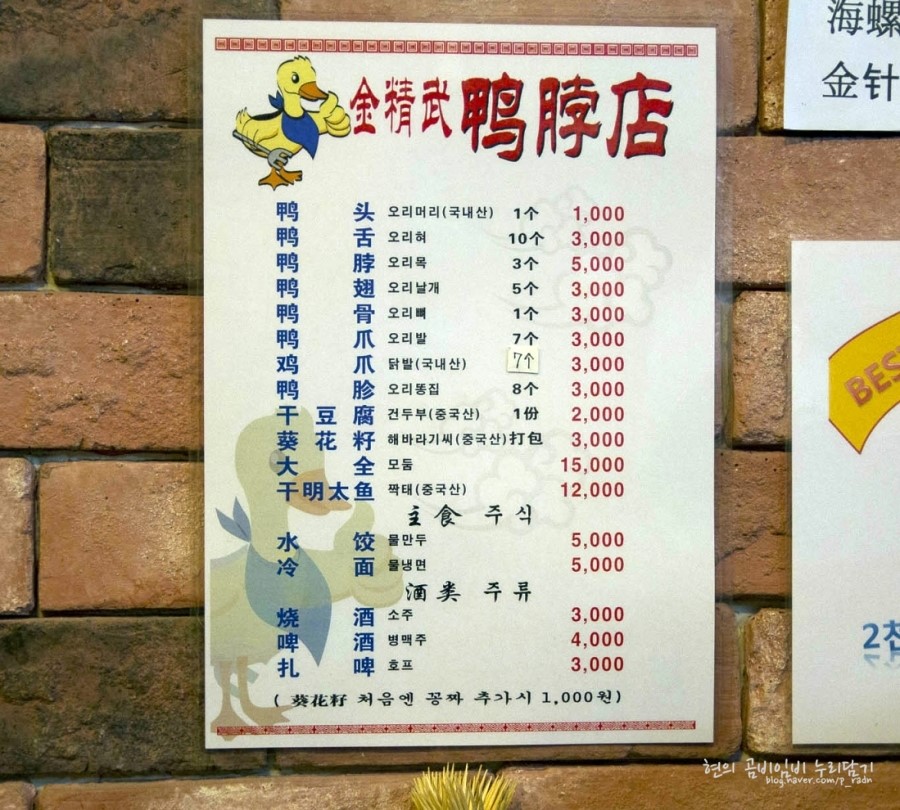 海螺
金针
金精武鸭脖店
鸭头 오리머리(국내산) 1个 1,000
鸭舌 오리혀 10个 3,000
鸭脖 오리목 3个 5,000
鸭翅 오리날개 5个 3,000
鸭骨 오리뼈 1个 3,000
鸭爪 오리발 7个 3,000
鸡爪 닭발(국내산) 7个 3,000
鸭胗 오리똥집 8个 3,000
干豆腐 건두부(중국산) 1份 2,000
葵花籽 해바라기씨(중국산) 打包 3,000
大全 모둠 15,000
干明太鱼 짝태(중국산) 12,000
主食 주식
水饺 물만두 5,000
冷面 물냉면 5,000
酒类 주류
烧酒 소주 3,000
啤酒 병맥주 4,000
扎啤 호프 3,000
(葵花籽 처음엔 꽁짜 추가시 1,000원)
BES
2천
현의 곰비임비 누리담기
blog.naver.com/p_radn